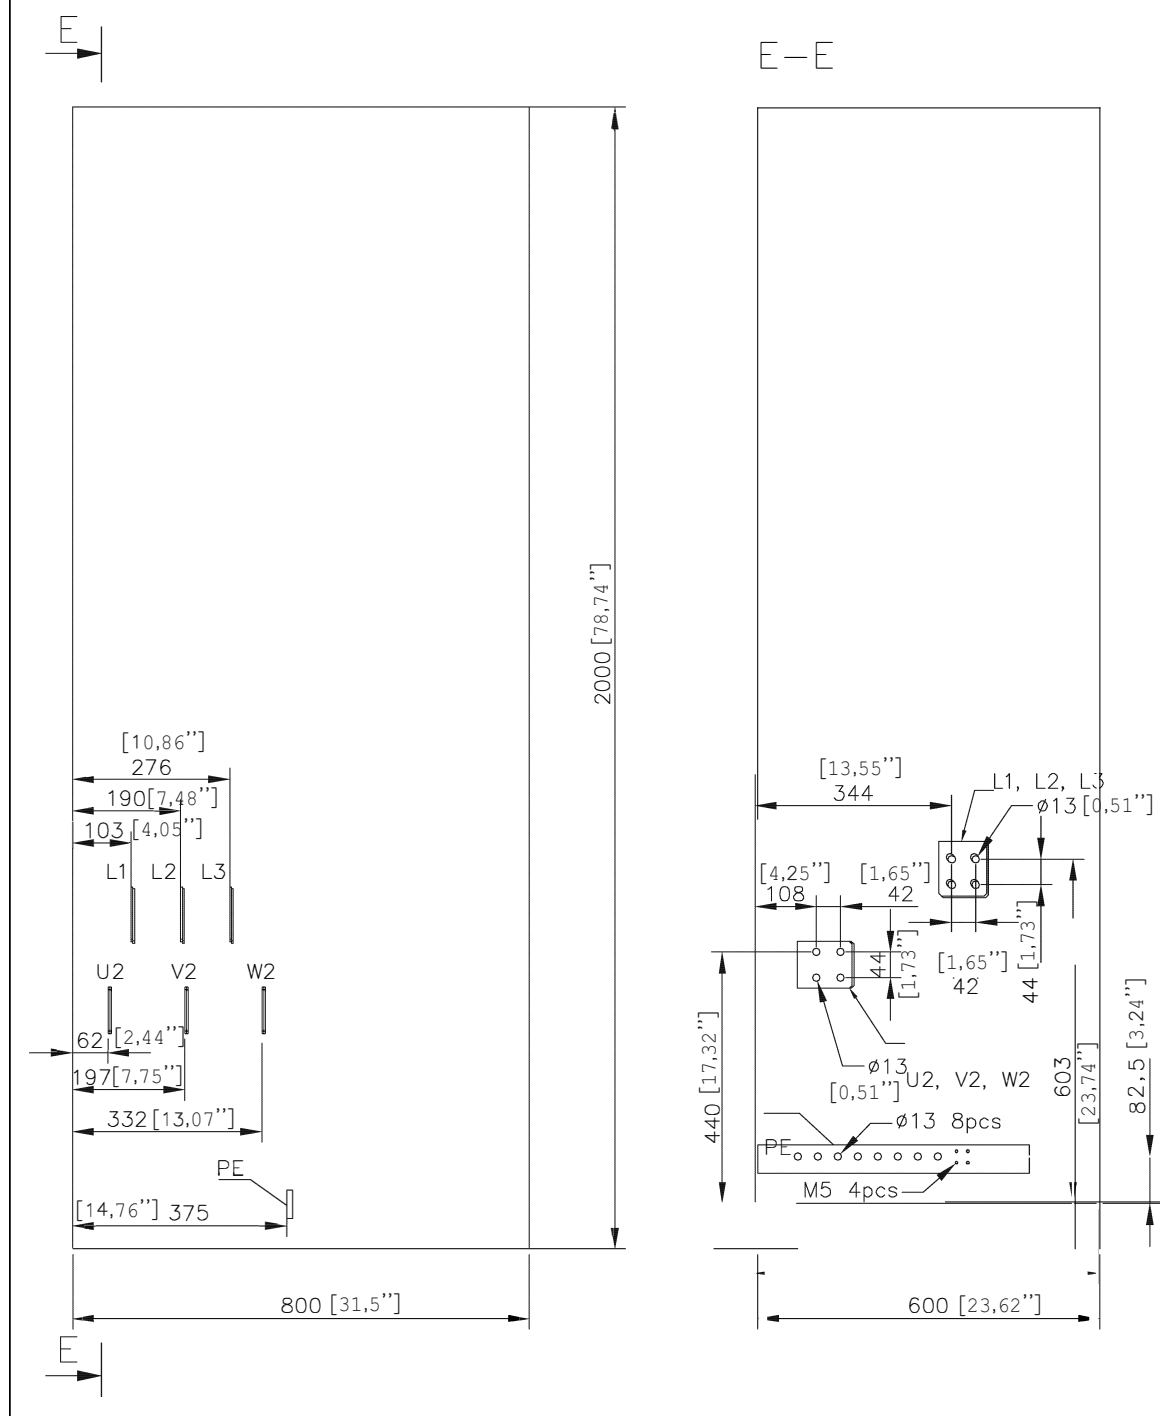 E
E–E
2000 [78,74’’]
[10,86’’]
276
190[7,48’’]
103 [4,05’’]
L1 L2 L3
U2 V2 W2
62 [2,44’’]
197[7,75’’]
332 [13,07’’]
PE
[14,76’’] 375
800 [31,5’’]
E
[13,55’’]
344
L1, L2, L3
ø13 [0,51’’]
[4,25’’]
108
[1,65’’]
42
44
[1,73’’]
[1,65’’]
42
44 [1,73’’]
440 [17,32’’]
ø13
[0,51’’]
U2, V2, W2
603
[23,74’’]
82,5 [3,24’’]
PE
ø13 8pcs
M5 4pcs
600 [23,62’’]